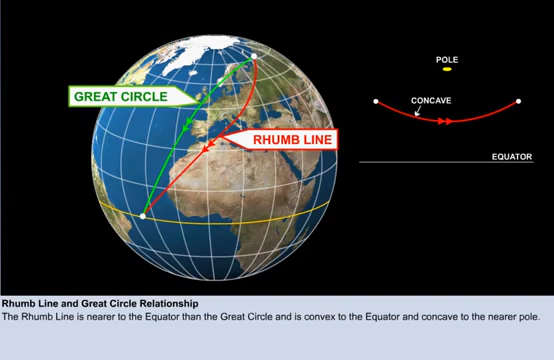 POLE
GREAT CIRCLE
CONCAVE
RHUMB LINE
EQUATOR
Rhumb Line and Great Circle Relationship
The Rhumb Line is nearer to the Equator than the Great Circle and is convex to the Equator and concave to the nearer pole.